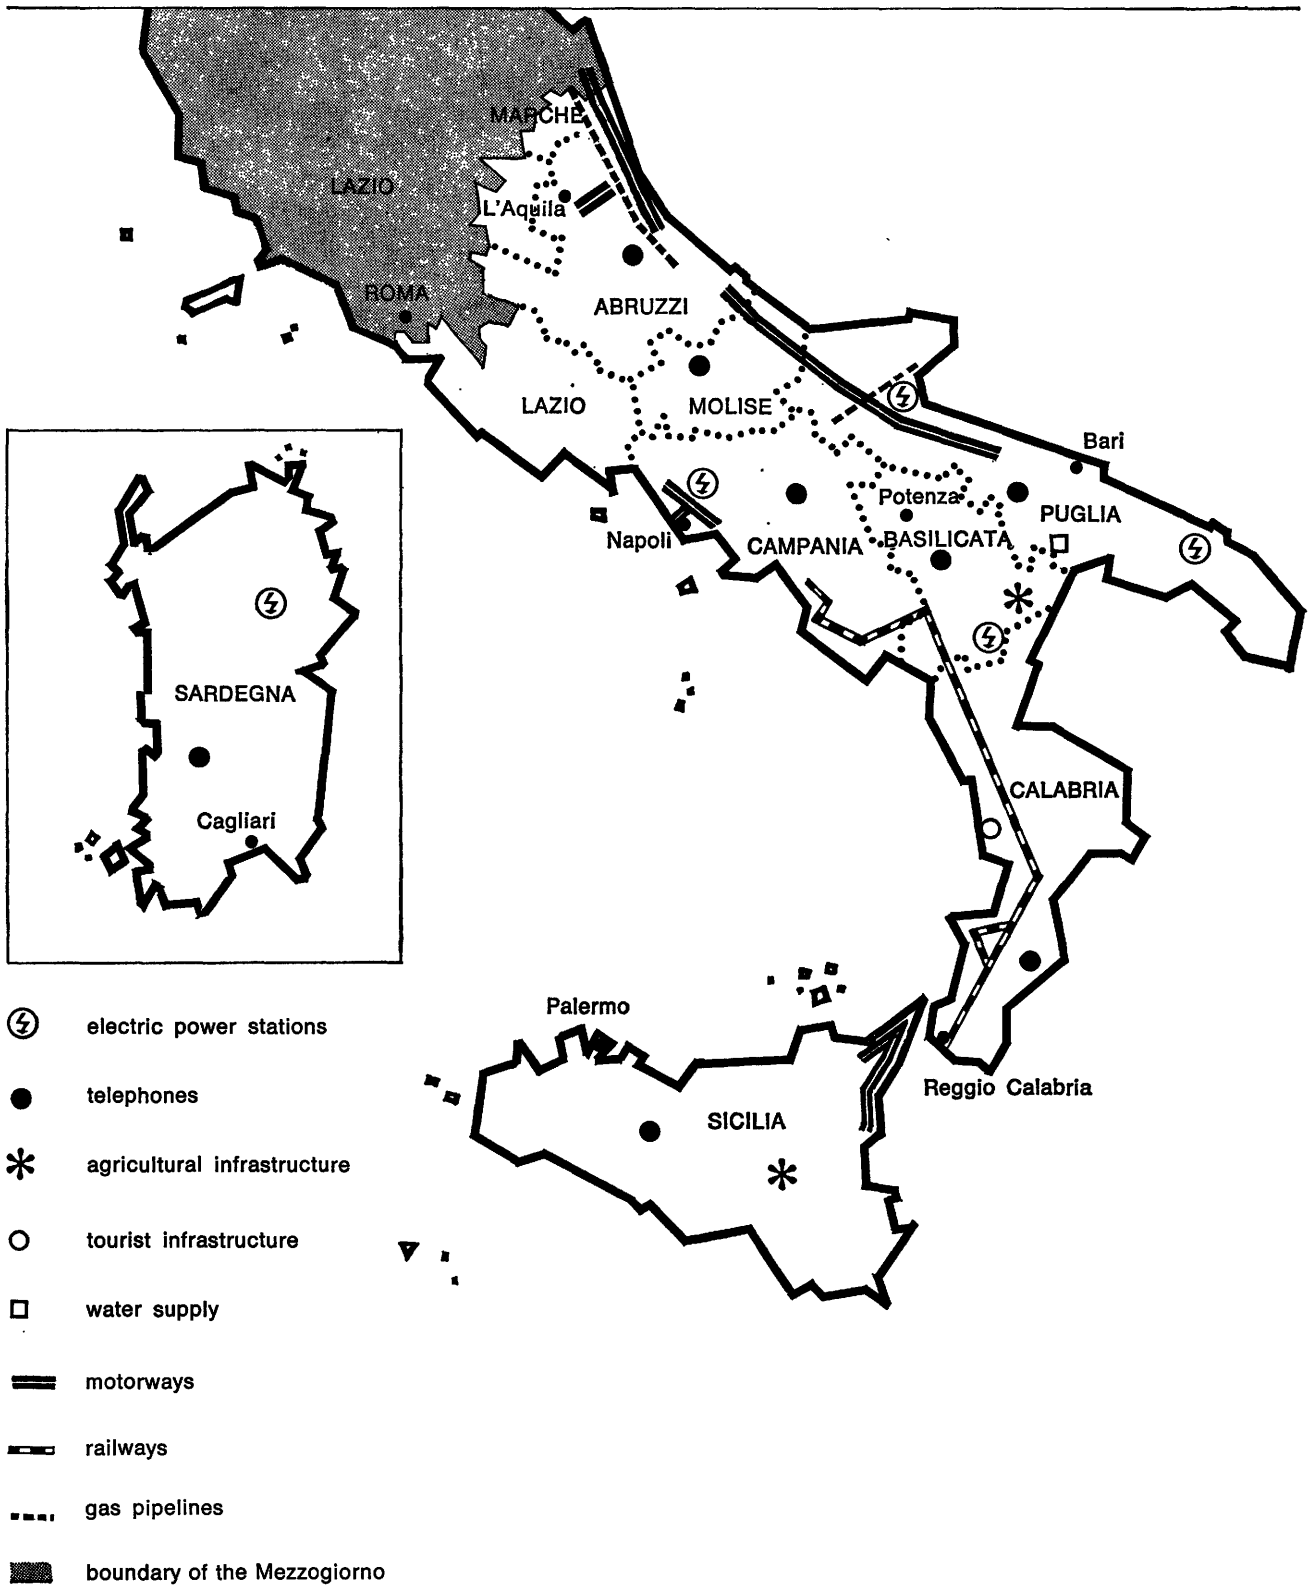 MARCHE
LAZIO
L'Aquila
ROMA
ABRUZZI
LAZIO
MOLISE
Bari
Potenza
PUGLIA
Napoli
CAMPANIA
BASILICATA
SARDEGNA
CALABRIA
Cagliari
Palermo
Reggio Calabria
SICILIA
electric power stations
telephones
agricultural infrastructure
tourist infrastructure
water supply
motorways
railways
gas pipelines
boundary of the Mezzogiorno